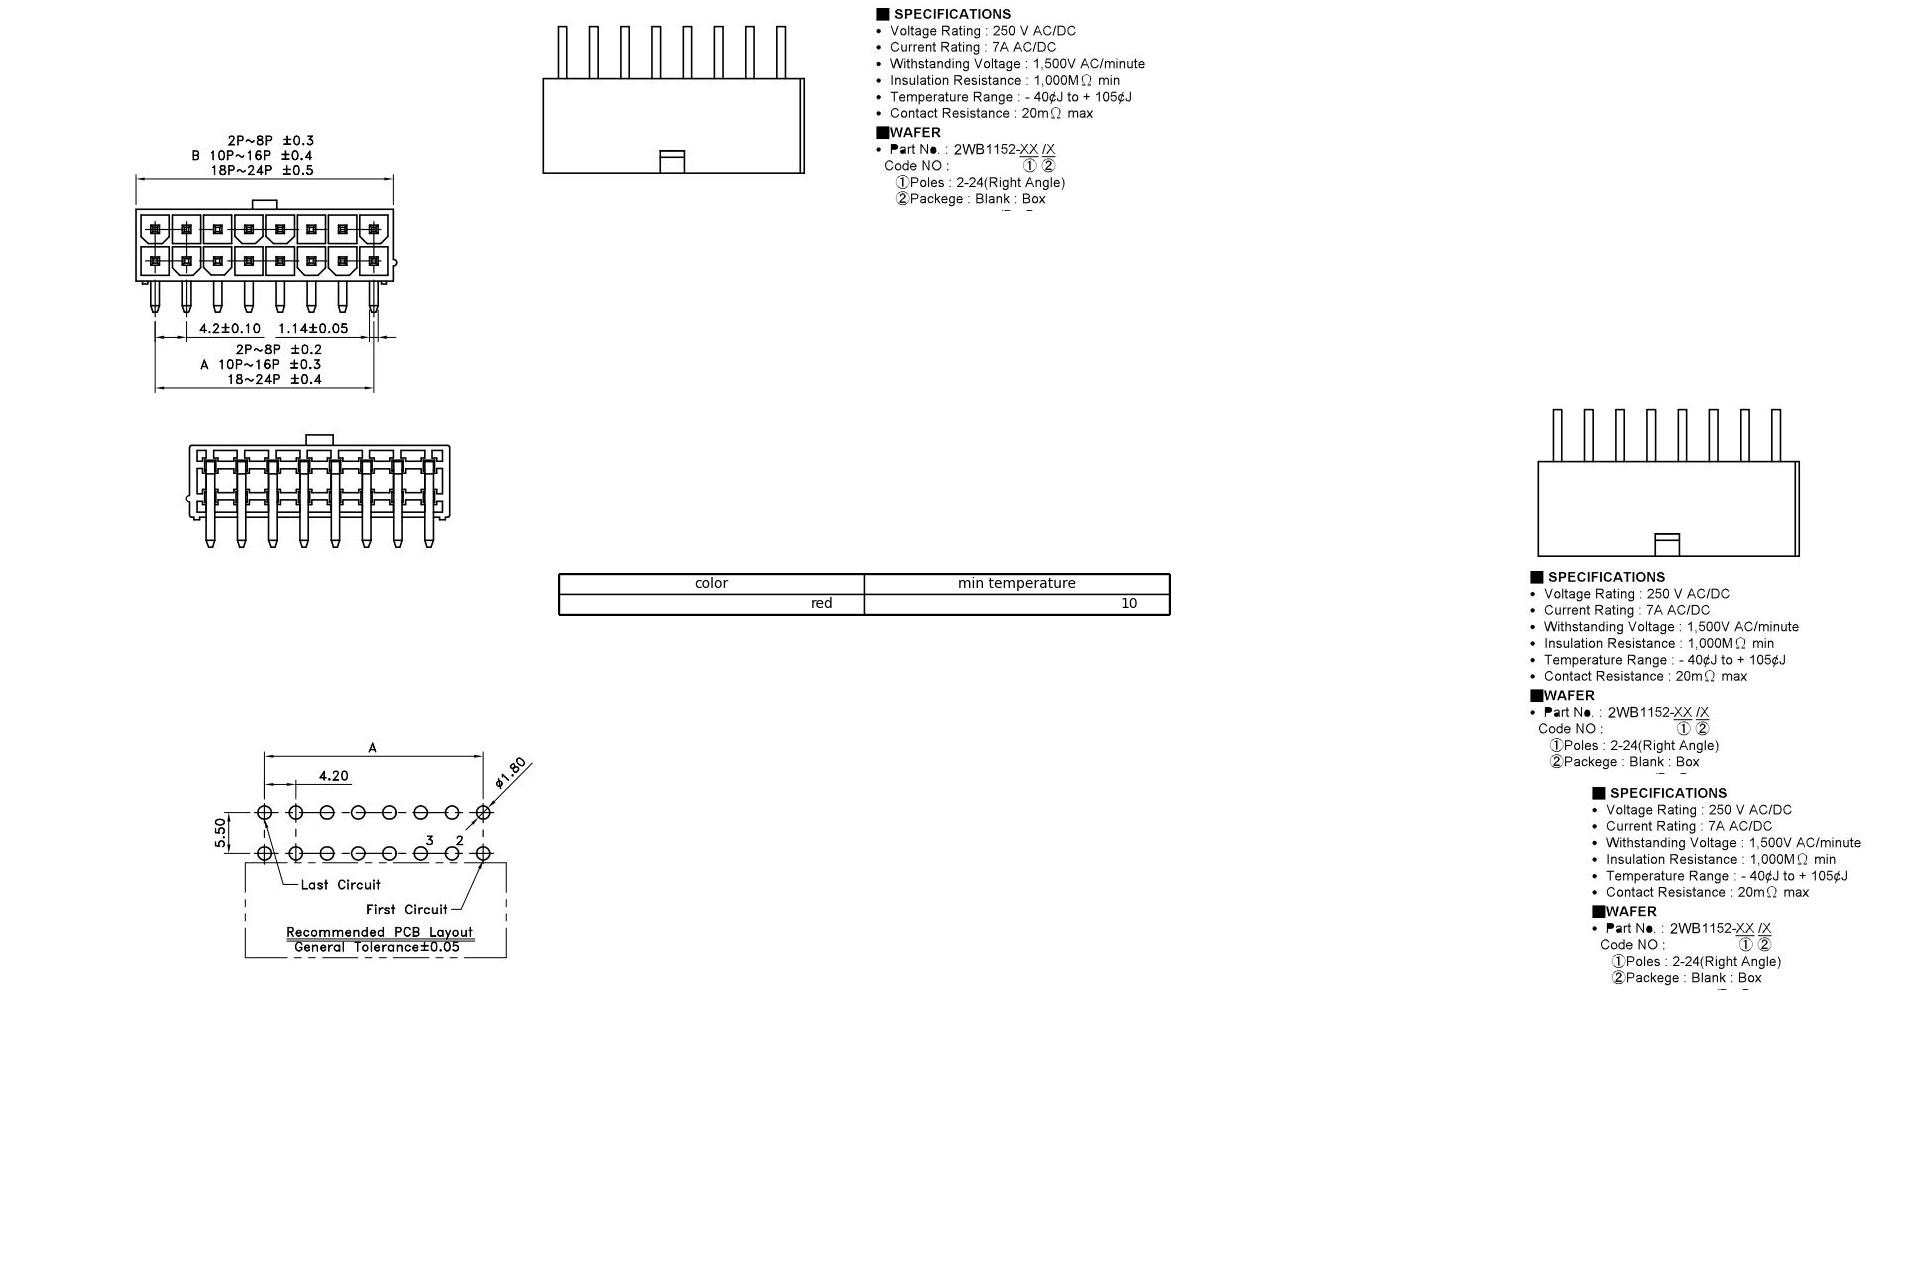 ■ SPECIFICATIONS
• Voltage Rating : 250 V AC/DC
• Current Rating : 7A AC/DC
• Withstanding Voltage : 1,500V AC/minute
• Insulation Resistance : 1,000MΩ min
• Temperature Range : - 40¢J to + 105¢J
• Contact Resistance : 20mΩ max
■WAFER
• Part No. : 2WB1152-XX /X
Code NO : ① ②
①Poles : 2-24(Right Angle)
②Packege : Blank : Box
2P~8P ±0.3
B 10P~16P ±0.4
18P~24P ±0.5
4.2±0.10 1.14±0.05
2P~8P ±0.2
A 10P~16P ±0.3
18~24P ±0.4
color min temperature
red 10
■ SPECIFICATIONS
• Voltage Rating : 250 V AC/DC
• Current Rating : 7A AC/DC
• Withstanding Voltage : 1,500V AC/minute
• Insulation Resistance : 1,000MΩ min
• Temperature Range : - 40¢J to + 105¢J
• Contact Resistance : 20mΩ max
■WAFER
• Part No. : 2WB1152-XX /X
Code NO : ① ②
①Poles : 2-24(Right Angle)
②Packege : Blank : Box
A
4.20
ø1.80
5.50
3 2
Last Circuit
First Circuit
Recommended PCB Layout
General Tolerance±0.05
■ SPECIFICATIONS
• Voltage Rating : 250 V AC/DC
• Current Rating : 7A AC/DC
• Withstanding Voltage : 1,500V AC/minute
• Insulation Resistance : 1,000MΩ min
• Temperature Range : - 40¢J to + 105¢J
• Contact Resistance : 20mΩ max
■WAFER
• Part No. : 2WB1152-XX /X
Code NO : ① ②
①Poles : 2-24(Right Angle)
②Packege : Blank : Box